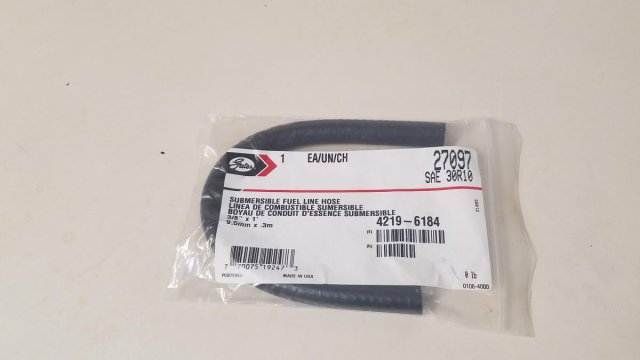 Gates
1 EA/UN/CH
27097
SAE 30R10
SUBMERSIBLE FUEL LINE HOSE
LINEA DE COMBUSTIBLE SUMERSIBLE
BOYAU DE CONDUIT D'ESSENCE SUBMERSIBLE
3/8" x 1'
9.5mm x .3m
4219-6184
MADE IN USA
0 lb
0106-4000